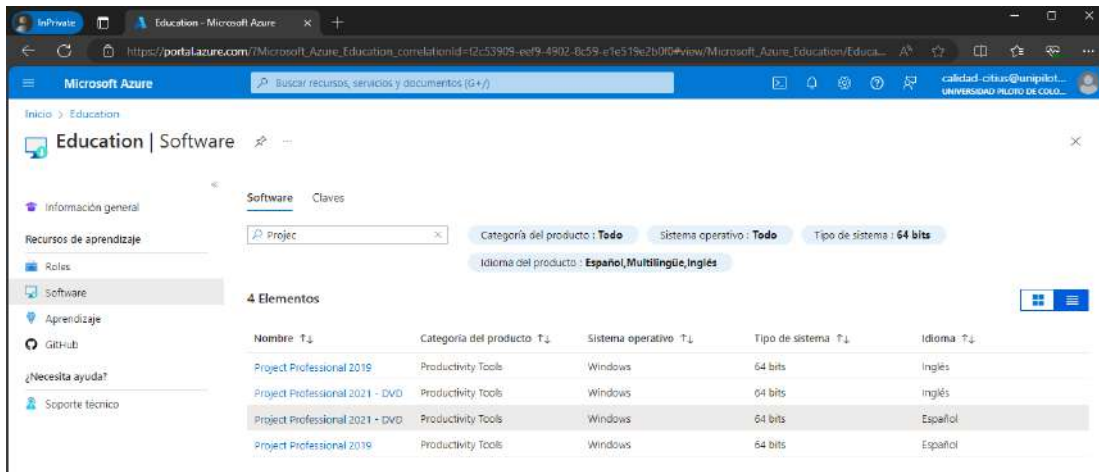 InPrivate Education - Microsoft Azure
https://portal.azure.com/?Microsoft_Azure_Education_correlationId=f2c53909-eef9-4902-8c59-e1e519e2b0f0#view/Microsoft_Azure_Education/Educa...
Microsoft Azure Buscar recursos, servicios y documentos (G+/) calidad-citius@unipilot...
UNIVERSIDAD PILOTO DE COLO...
Inicio > Education
Education | Software
Software Claves
Información general
Projec Categoría del producto : Todo Sistema operativo : Todo Tipo de sistema : 64 bits
Recursos de aprendizaje
Idioma del producto : Español,Multilingüe,Inglés
Roles
Software
4 Elementos
Aprendizaje
GitHub
Nombre Categoría del producto Sistema operativo Tipo de sistema Idioma
Project Professional 2019 Productivity Tools Windows 64 bits Inglés
¿Necesita ayuda?
Project Professional 2021 - DVD Productivity Tools Windows 64 bits Inglés
Soporte técnico
Project Professional 2021 - DVD Productivity Tools Windows 64 bits Español
Project Professional 2019 Productivity Tools Windows 64 bits Español